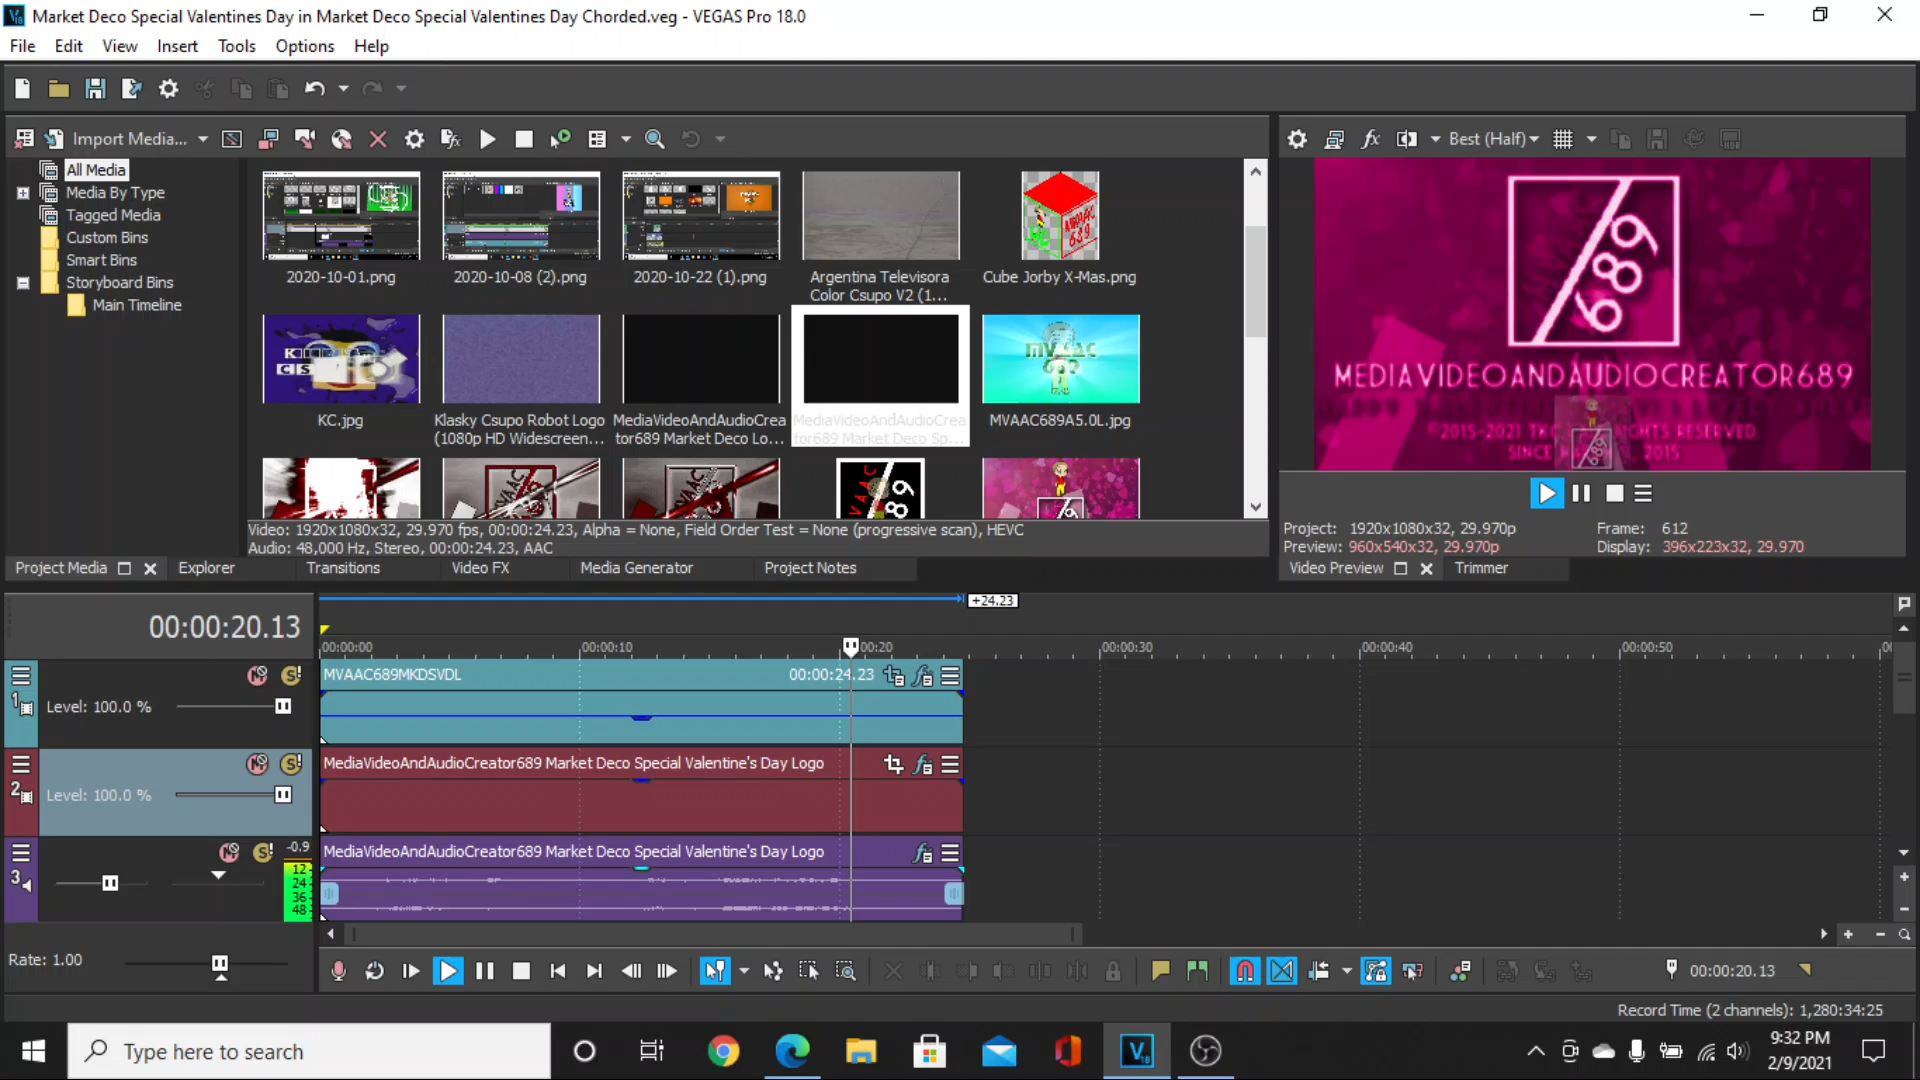 Market Deco Special Valentines Day in Market Deco Special Valentines Day Chorded.veg - VEGAS Pro 18.0
File Edit View Insert Tools Options Help
Import Media...
Best (Half)
All Media
Media By Type
Tagged Media
Custom Bins
Smart Bins
Storyboard Bins
Main Timeline
2020-10-01.png
2020-10-08 (2).png
2020-10-22 (1).png
Argentina Televisora
Color Csupo V2 (1...
Cube Jorby X-Mas.png
KC.jpg
Klasky Csupo Robot Logo
(1080p HD Widescreen...
MediaVideoAndAudioCrea
tor689 Market Deco Lo...
MediaVideoAndAudioCrea
tor689 Market Deco Sp...
MVAAC689A5.0L.jpg
Video: 1920x1080x32, 29.970 fps, 00:00:24.23, Alpha = None, Field Order Test = None (progressive scan), HEVC
Audio: 48,000 Hz, Stereo, 00:00:24.23, AAC
689
MEDIAVIDEOANDAUDIOCREATOR689
©2015-2021
RIGHTS RESERVED.
SINCE
2015
Project: 1920x1080x32, 29.970p
Frame: 612
Preview: 960x540x32, 29.970p
Display: 396x223x32, 29.970
Project Media
Explorer
Transitions
Video FX
Media Generator
Project Notes
Video Preview
Trimmer
+24.23
00:00:20.13
00:00:00
00:00:10
00:00:20
00:00:30
00:00:40
00:00:50
1
Level: 100.0 %
MVAAC689MKDSVDL
00:00:24.23
2
Level: 100.0 %
MediaVideoAndAudioCreator689 Market Deco Special Valentine's Day Logo
3
-0.9
12
24
36
48
MediaVideoAndAudioCreator689 Market Deco Special Valentine's Day Logo
Rate: 1.00
00:00:20.13
Record Time (2 channels): 1,280:34:25
Type here to search
9:32 PM
2/9/2021